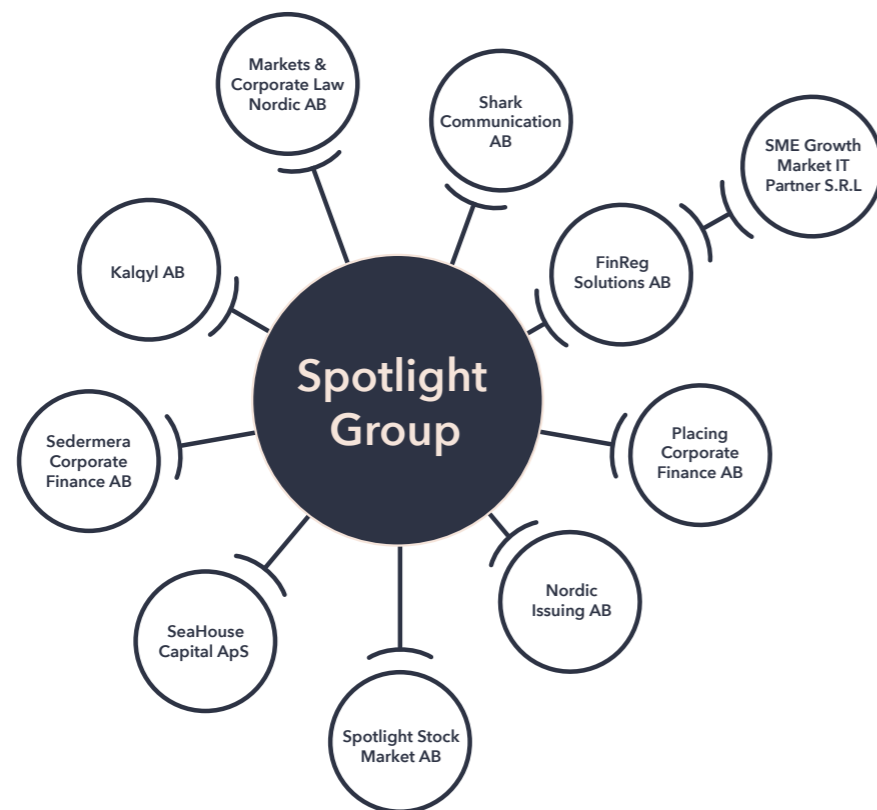 Markets &
Corporate Law
Nordic AB
Shark
Communication
AB
SME Growth
Market IT
Partner S.R.L
Kalqyl AB
FinReg
Solutions AB
Spotlight
Group
Sedermera
Corporate
Finance AB
Placing
Corporate
Finance AB
SeaHouse
Capital ApS
Nordic
Issuing AB
Spotlight Stock
Market AB